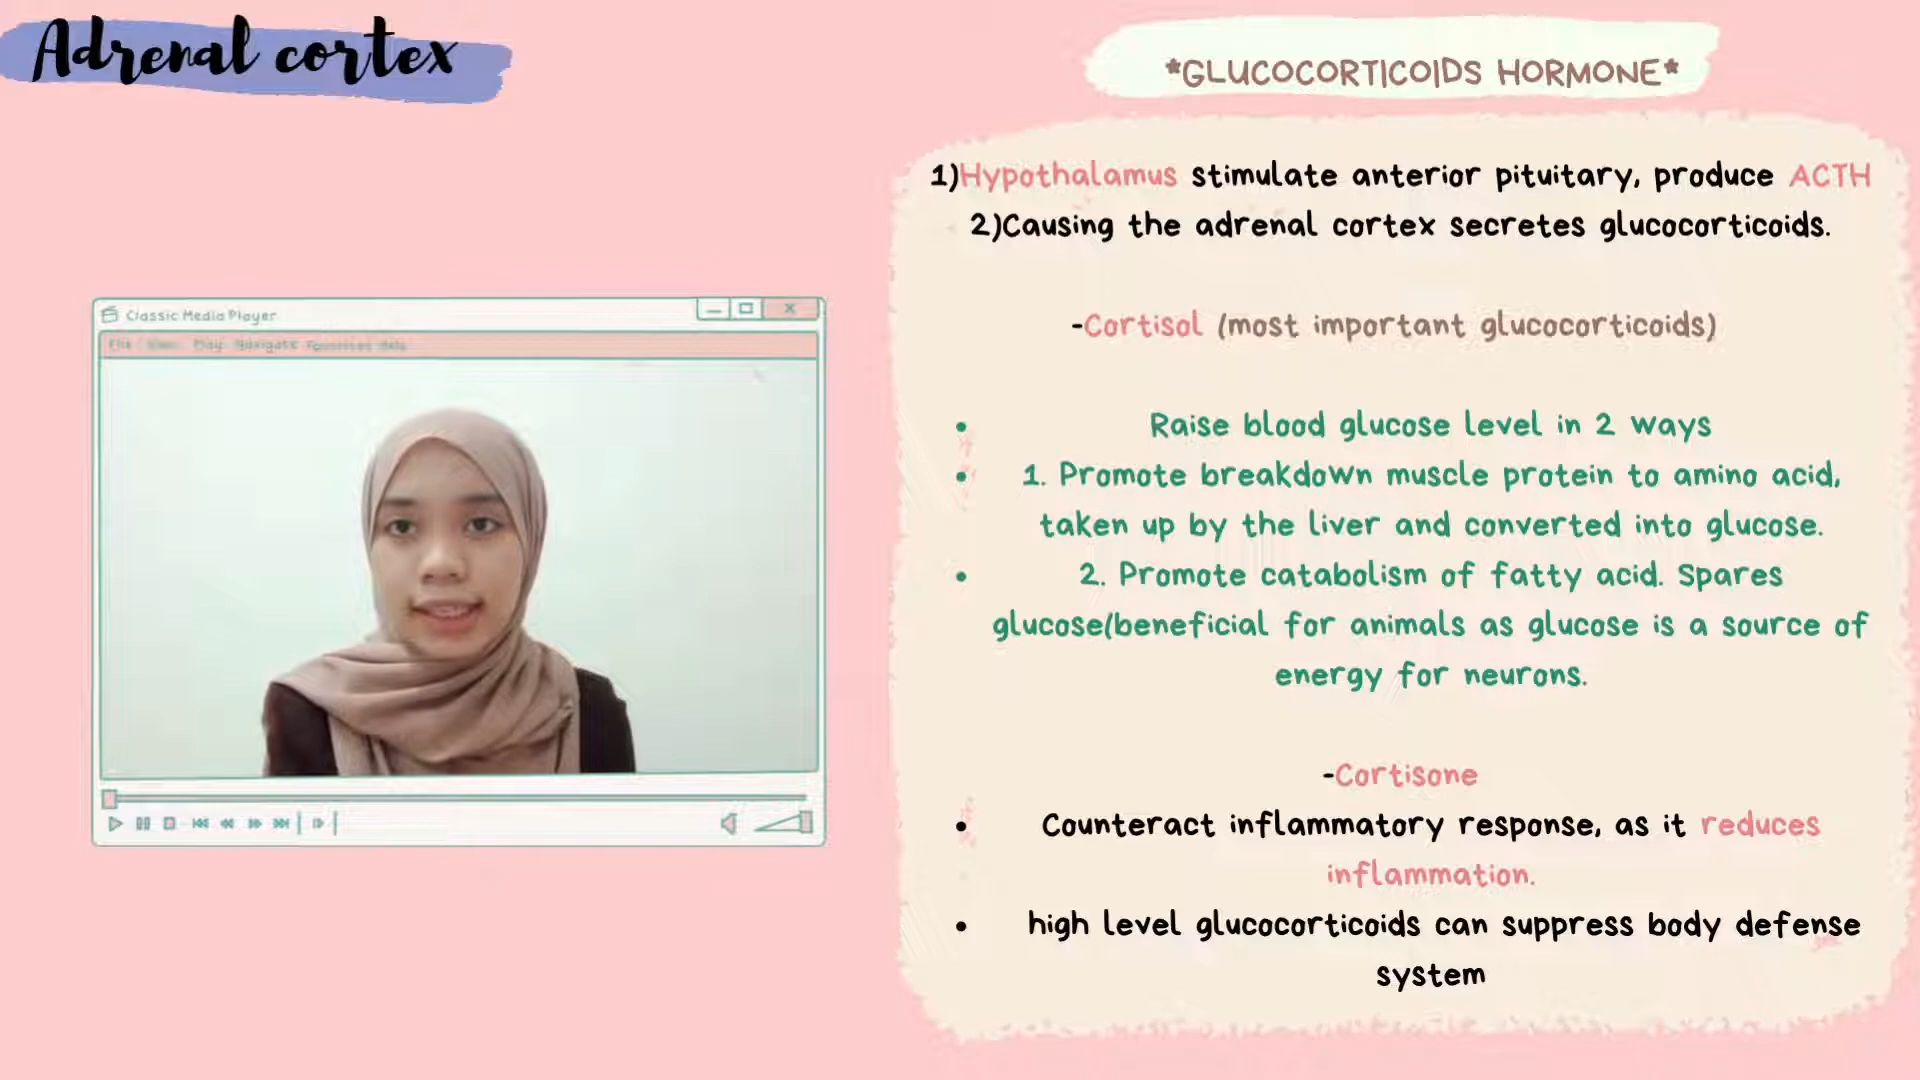 Adrenal cortex
*GLUCOCORTICOIDS HORMONE*
1)Hypothalamus stimulate anterior pituitary, produce ACTH
2)Causing the adrenal cortex secretes glucocorticoids.
-Cortisol (most important glucocorticoids)
• Raise blood glucose level in 2 ways
• 1. Promote breakdown muscle protein to amino acid,
taken up by the liver and converted into glucose.
• 2. Promote catabolism of fatty acid. Spares
glucose(beneficial for animals as glucose is a source of
energy for neurons.
-Cortisone
• Counteract inflammatory response, as it reduces
inflammation.
• high level glucocorticoids can suppress body defense
system
Classic Media Player
File Play Navigate Favorites